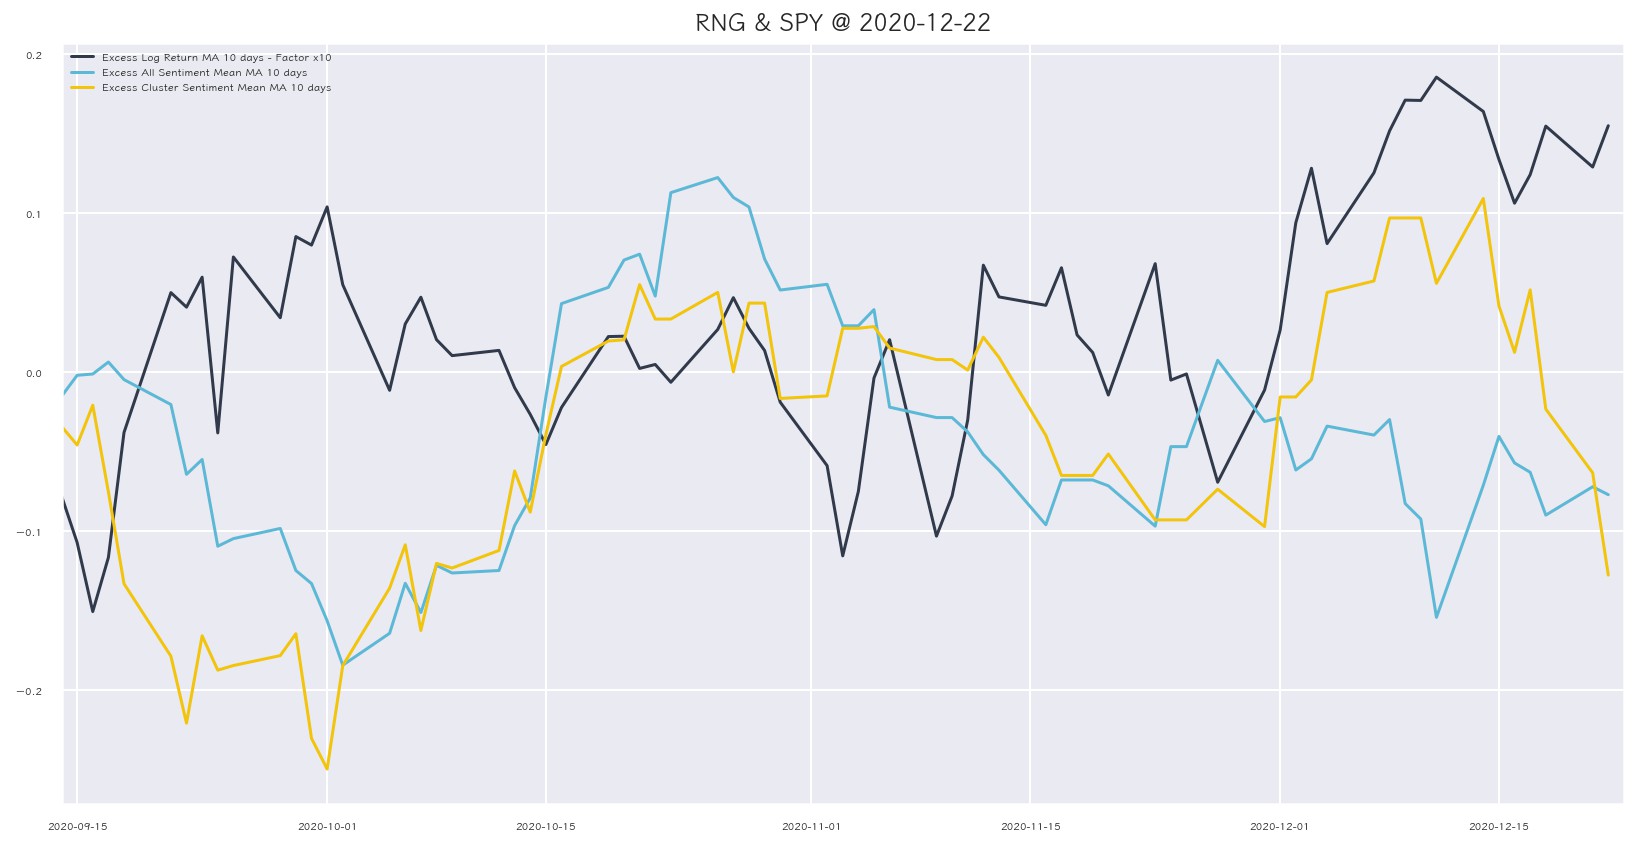 RNG & SPY @ 2020-12-22
Excess Log Return MA 10 days - Factor x10
Excess All Sentiment Mean MA 10 days
Excess Cluster Sentiment Mean MA 10 days
0.2
0.1
0.0
−0.1
−0.2
2020-09-15 2020-10-01 2020-10-15 2020-11-01 2020-11-15 2020-12-01 2020-12-15